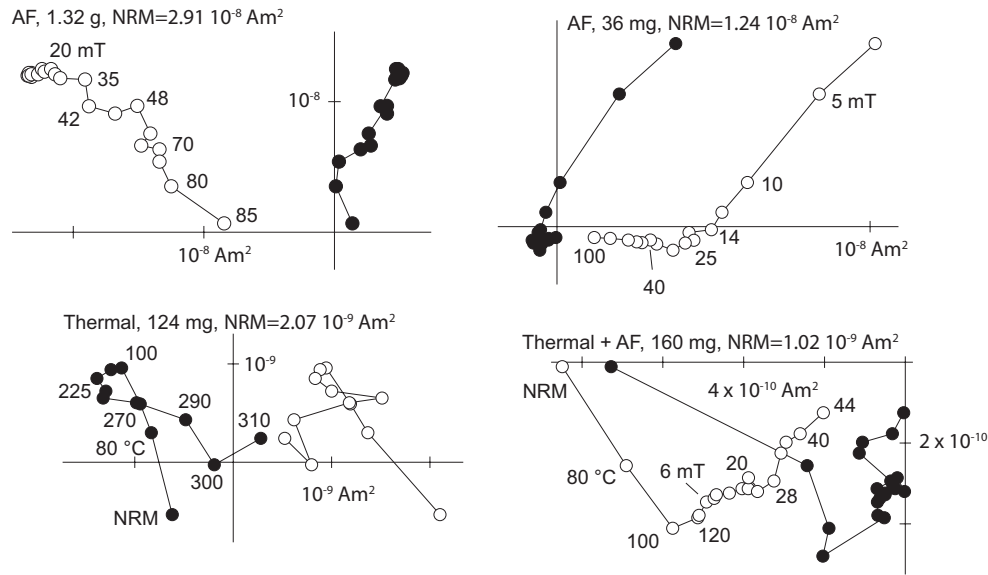 AF, 1.32 g, NRM=2.91 10⁻⁸ Am²
20 mT
35
42
48
70
80
85
10⁻⁸
10⁻⁸ Am²
AF, 36 mg, NRM=1.24 10⁻⁸ Am²
5 mT
10
14
25
40
100
10⁻⁸ Am²
Thermal, 124 mg, NRM=2.07 10⁻⁹ Am²
100
10⁻⁹
225
270
290
310
80 °C
300
10⁻⁹ Am²
NRM
Thermal + AF, 160 mg, NRM=1.02 10⁻⁹ Am²
NRM
4 x 10⁻¹⁰ Am²
44
40
2 x 10⁻¹⁰
80 °C
6 mT
20
28
100
120